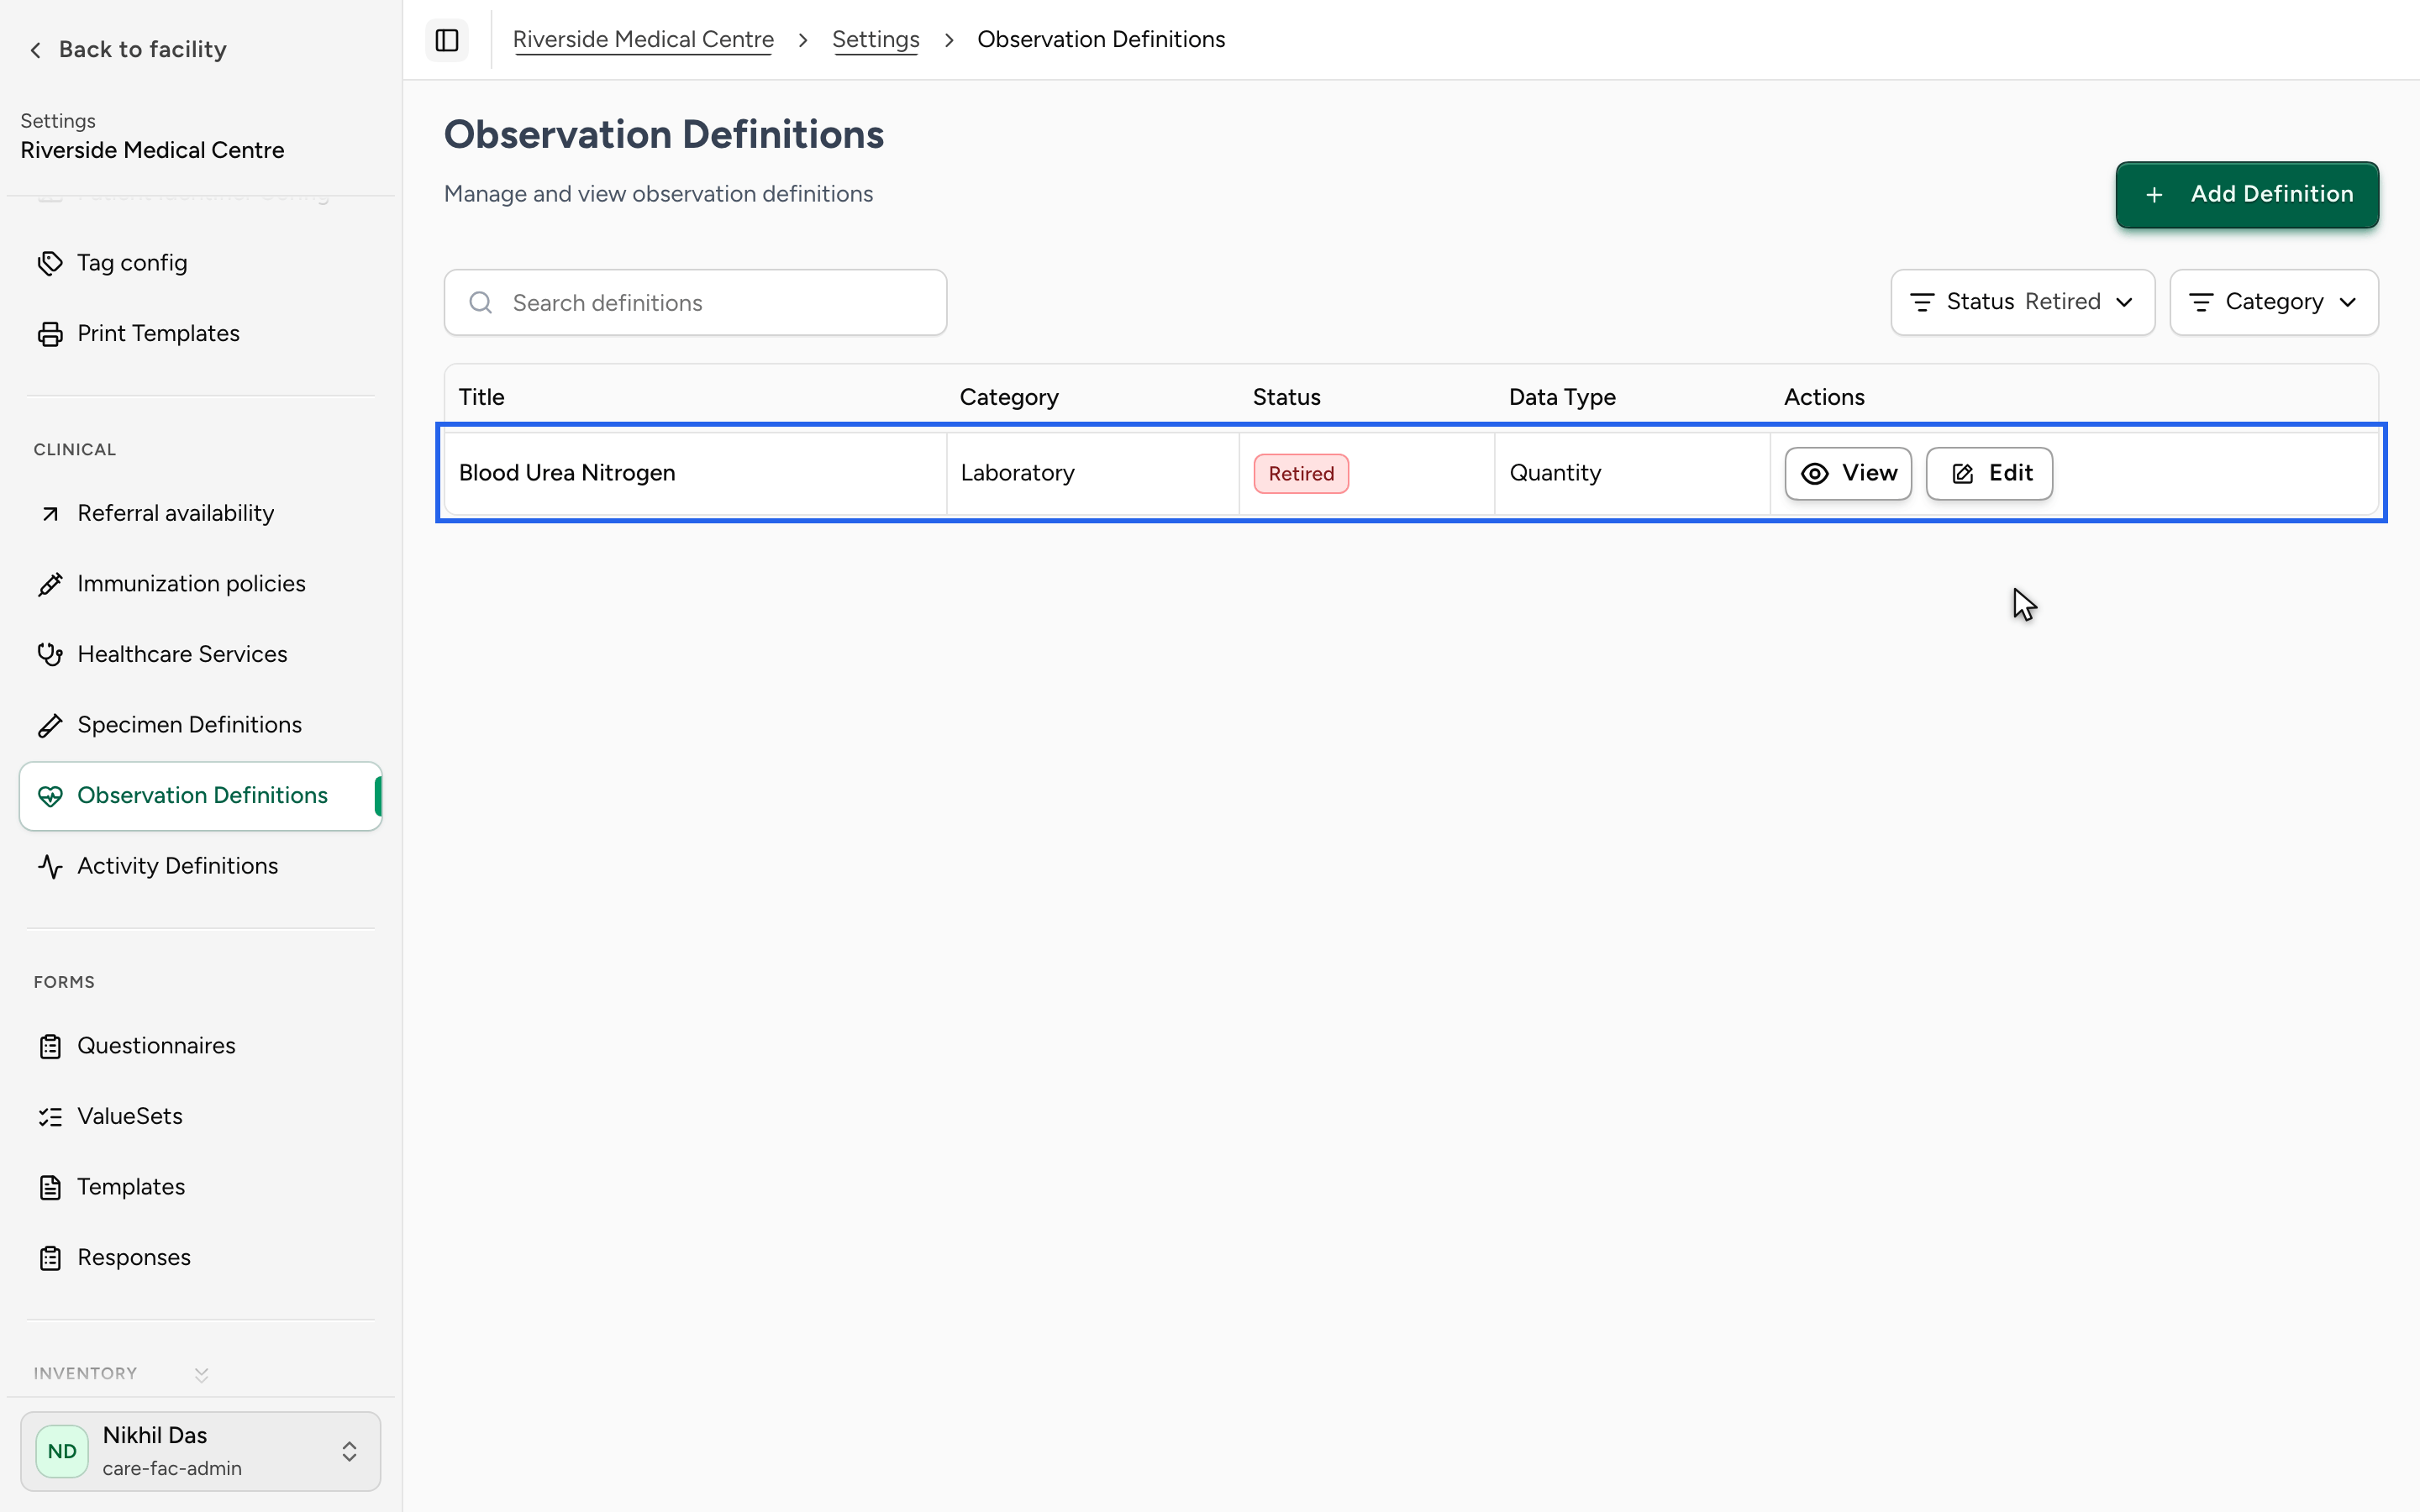 Back to facility
Settings
Riverside Medical Centre
Tag config
Print Templates
CLINICAL
Referral availability
Immunization policies
Healthcare Services
Specimen Definitions
Observation Definitions
Activity Definitions
FORMS
Questionnaires
ValueSets
Templates
Responses
INVENTORY
ND
Nikhil Das
care-fac-admin
Riverside Medical Centre > Settings > Observation Definitions
Observation Definitions
Manage and view observation definitions
+ Add Definition
Search definitions
Status Retired
Category
Title Category Status Data Type Actions
Blood Urea Nitrogen Laboratory Retired Quantity View Edit